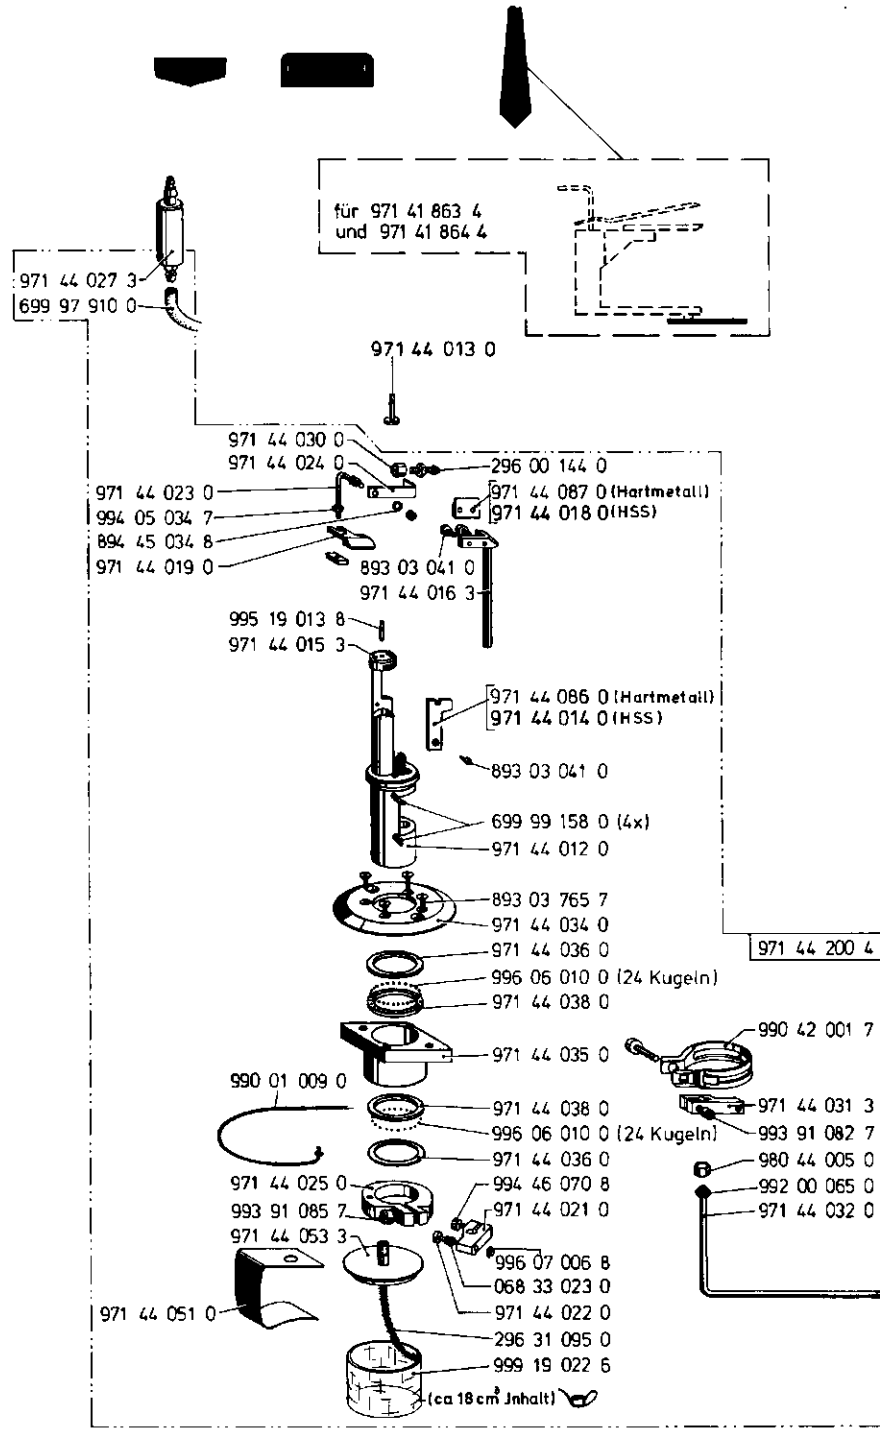 für 971 41 863 4
und 971 41 864 4
971 44 027 3
699 97 910 0
971 44 013 0
971 44 030 0
971 44 024 0
296 00 144 0
971 44 023 0
994 05 034 7
894 45 034 8
971 44 019 0
971 44 087 0 (Hartmetall)
971 44 018 0 (HSS)
893 03 041 0
971 44 016 3
995 19 013 8
971 44 015 3
971 44 086 0 (Hartmetall)
971 44 014 0 (HSS)
893 03 041 0
699 99 158 0 (4x)
971 44 012 0
893 03 765 7
971 44 034 0
971 44 200 4
971 44 036 0
996 06 010 0 (24 Kugeln)
971 44 038 0
990 42 001 7
971 44 035 0
990 01 009 0
971 44 038 0
971 44 031 3
996 06 010 0 (24 Kugeln)
993 91 082 7
971 44 036 0
980 44 005 0
971 44 025 0
994 46 070 8
992 00 065 0
993 91 085 7
971 44 021 0
971 44 032 0
971 44 053 3
996 07 006 8
068 33 023 0
971 44 051 0
971 44 022 0
296 31 095 0
999 19 022 6
(ca 18 cm³ Jnhalt)